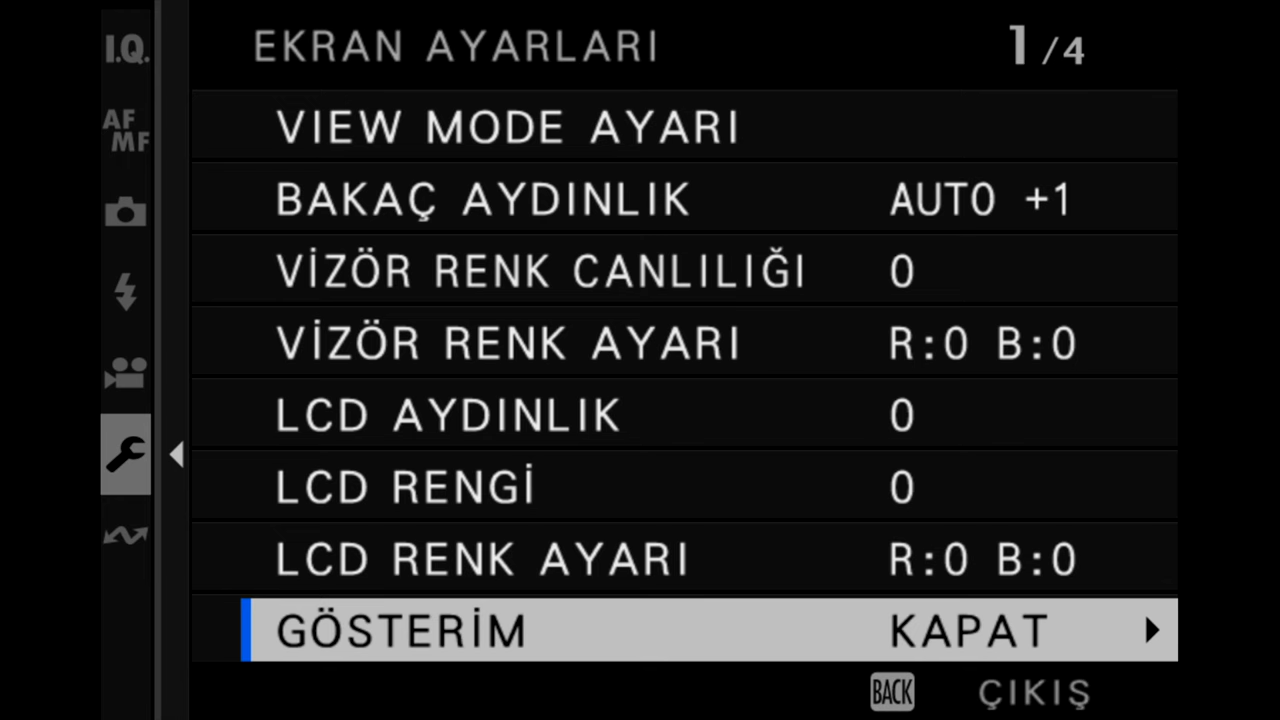 I.Q.
EKRAN AYARLARI 1/4
AF
MF
VIEW MODE AYARI
BAKAÇ AYDINLIK AUTO +1
VİZÖR RENK CANLILIĞI 0
VİZÖR RENK AYARI R:0 B:0
LCD AYDINLIK 0
LCD RENGİ 0
LCD RENK AYARI R:0 B:0
GÖSTERİM KAPAT
BACK ÇIKIŞ